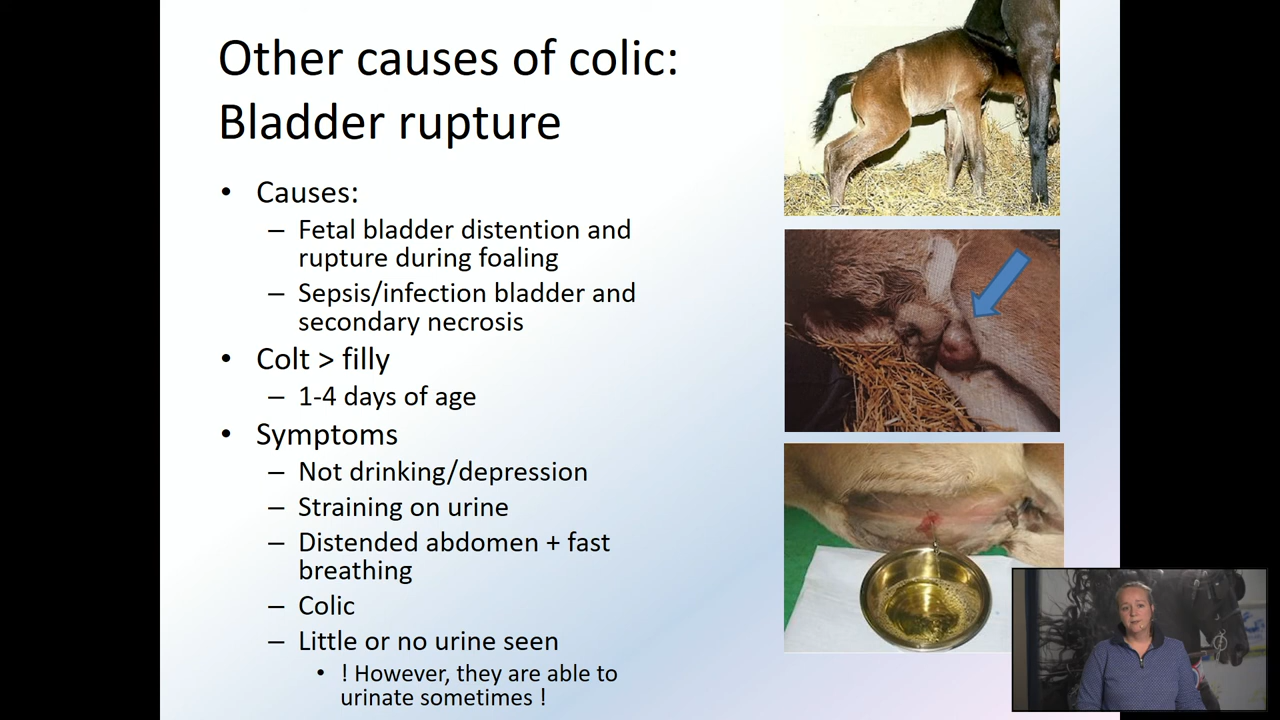 Other causes of colic:
Bladder rupture
• Causes:
– Fetal bladder distention and
rupture during foaling
– Sepsis/infection bladder and
secondary necrosis
• Colt > filly
– 1-4 days of age
• Symptoms
– Not drinking/depression
– Straining on urine
– Distended abdomen + fast
breathing
– Colic
– Little or no urine seen
• ! However, they are able to
urinate sometimes !